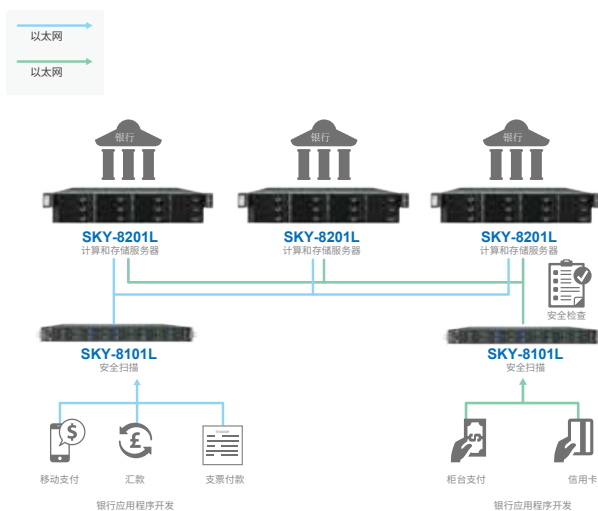 以太网
以太网
银行
银行
银行
SKY-8201L
计算和存储服务器
SKY-8201L
计算和存储服务器
SKY-8201L
计算和存储服务器
安全检查
SKY-8101L
安全扫描
SKY-8101L
安全扫描
$
£
Invoice
$
移动支付
汇款
支票付款
柜台支付
信用卡
银行应用程序开发
银行应用程序开发